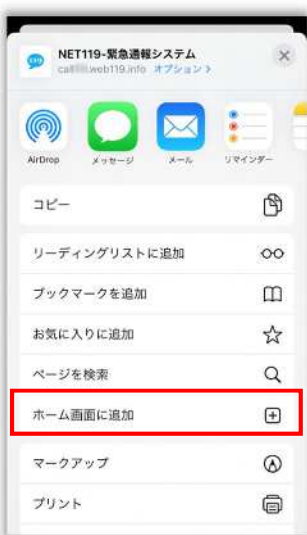 NET119-緊急通報システム
call web119.info オプション >
AirDrop
メッセージ
メール
リマインダー
コピー
リーディングリストに追加
ブックマークを追加
お気に入りに追加
ページを検索
ホーム画面に追加
マークアップ
プリント